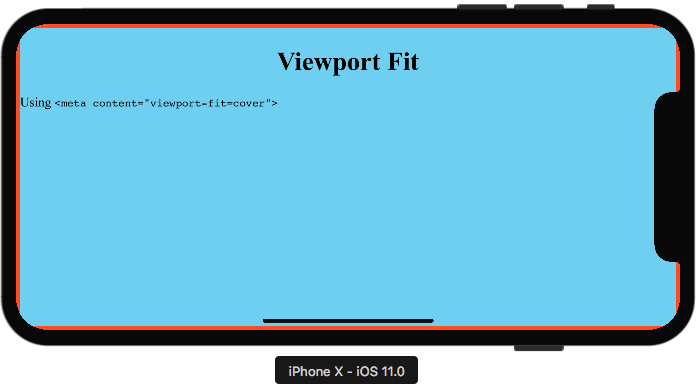 Viewport Fit
Using <meta content="viewport-fit=cover">
iPhone X - iOS 11.0